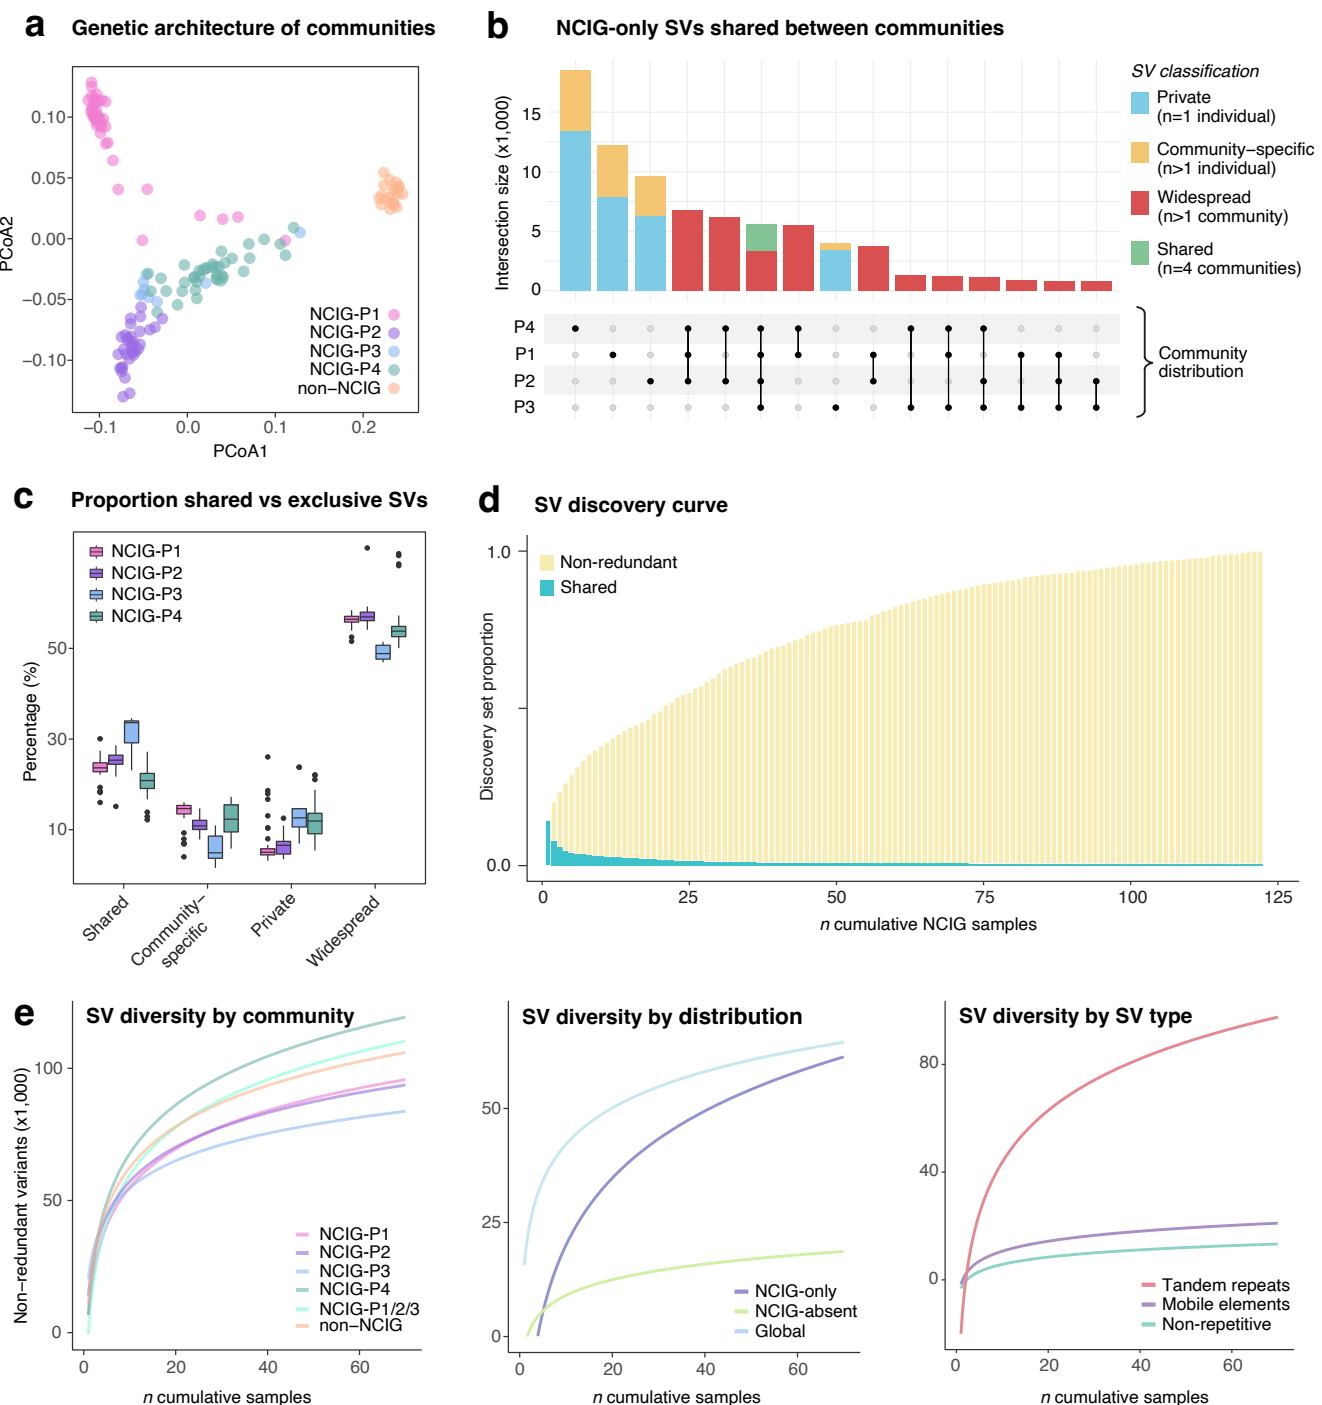 a Genetic architecture of communities
PCoA2
0.10
0.05
0.00
−0.05
−0.10
NCIG-P1
NCIG-P2
NCIG-P3
NCIG-P4
non−NCIG
−0.1 0.0 0.1 0.2
PCoA1
b NCIG-only SVs shared between communities
Intersection size (x1,000)
15
10
5
0
SV classification
Private
(n=1 individual)
Community−specific
(n>1 individual)
Widespread
(n>1 community)
Shared
(n=4 communities)
P4
P1
P2
P3
Community
distribution
c Proportion shared vs exclusive SVs
NCIG-P1
NCIG-P2
NCIG-P3
NCIG-P4
Percentage (%)
50
30
10
Shared
Community−
specific
Private
Widespread
d SV discovery curve
Discovery set proportion
1.0
0.0
Non−redundant
Shared
0 25 50 75 100 125
n cumulative NCIG samples
e SV diversity by community
Non−redundant variants (x1,000)
100
50
0
NCIG-P1
NCIG-P2
NCIG-P3
NCIG-P4
NCIG-P1/2/3
non−NCIG
0 20 40 60
n cumulative samples
SV diversity by distribution
50
25
0
NCIG-only
NCIG-absent
Global
0 20 40 60
n cumulative samples
SV diversity by SV type
80
40
0
Tandem repeats
Mobile elements
Non-repetitive
0 20 40 60
n cumulative samples